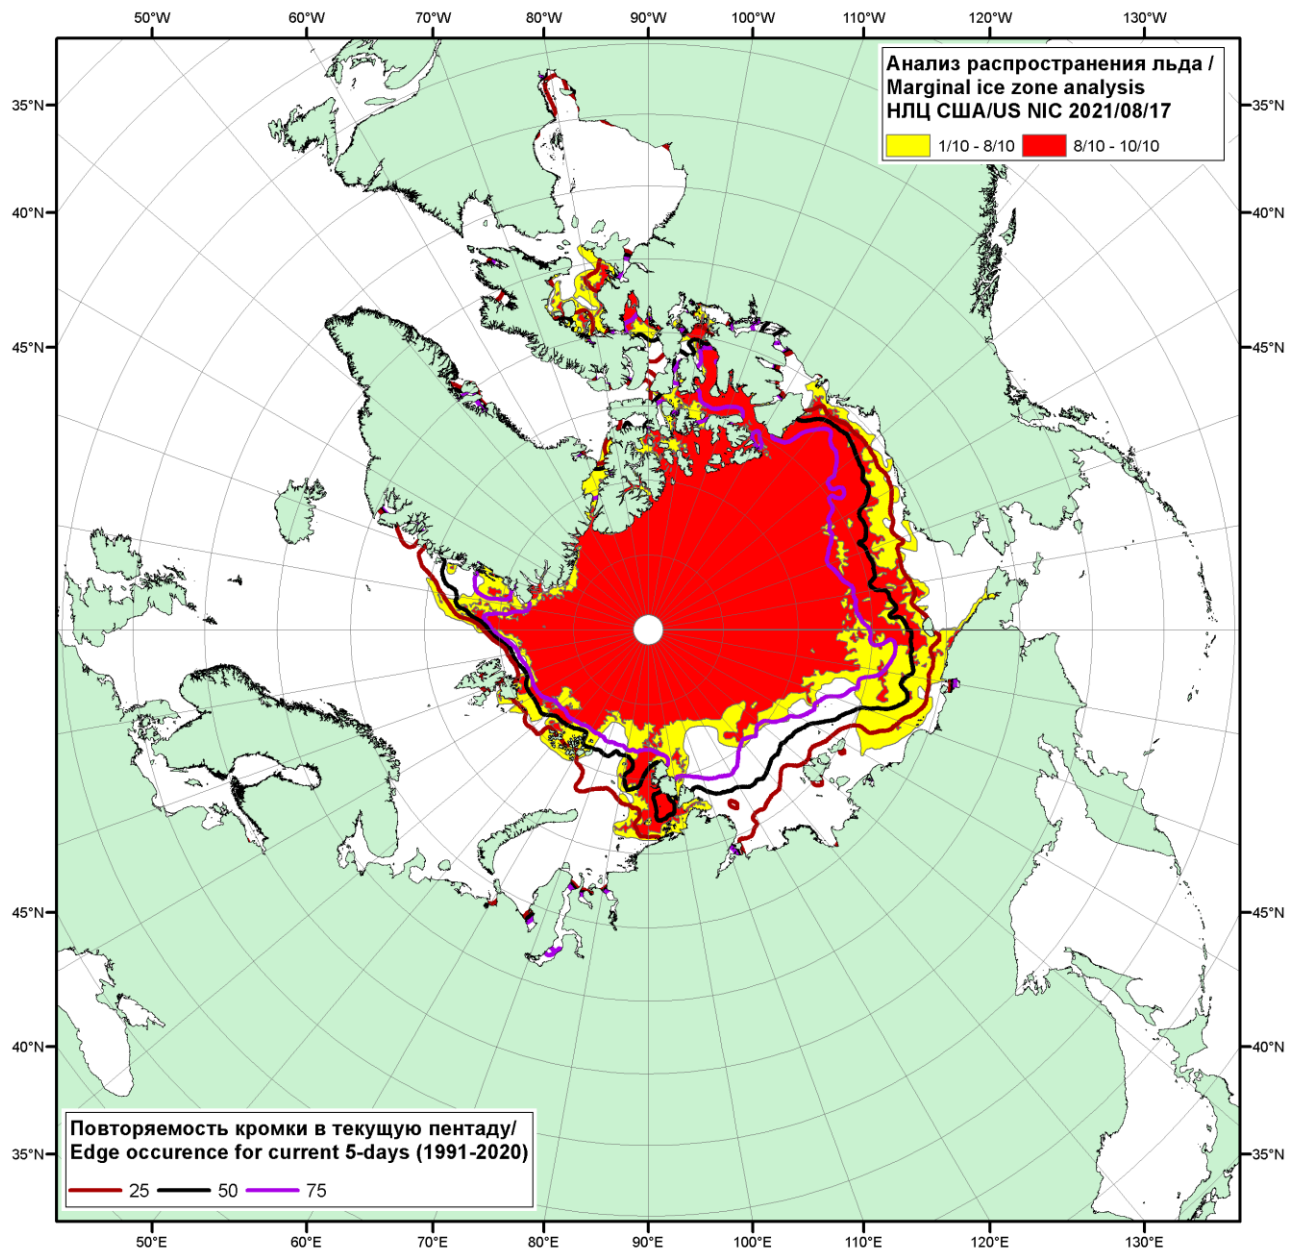 50°W 60°W 70°W 80°W 90°W 100°W 110°W 120°W 130°W
Анализ распространения льда /
Marginal ice zone analysis
НЛЦ США/US NIC 2021/08/17
1/10 - 8/10 8/10 - 10/10
35°N 35°N
40°N 40°N
45°N 45°N
45°N 45°N
40°N 40°N
Повторяемость кромки в текущую пентаду/
Edge occurence for current 5-days (1991-2020)
35°N 35°N
25 50 75
50°E 60°E 70°E 80°E 90°E 100°E 110°E 120°E 130°E